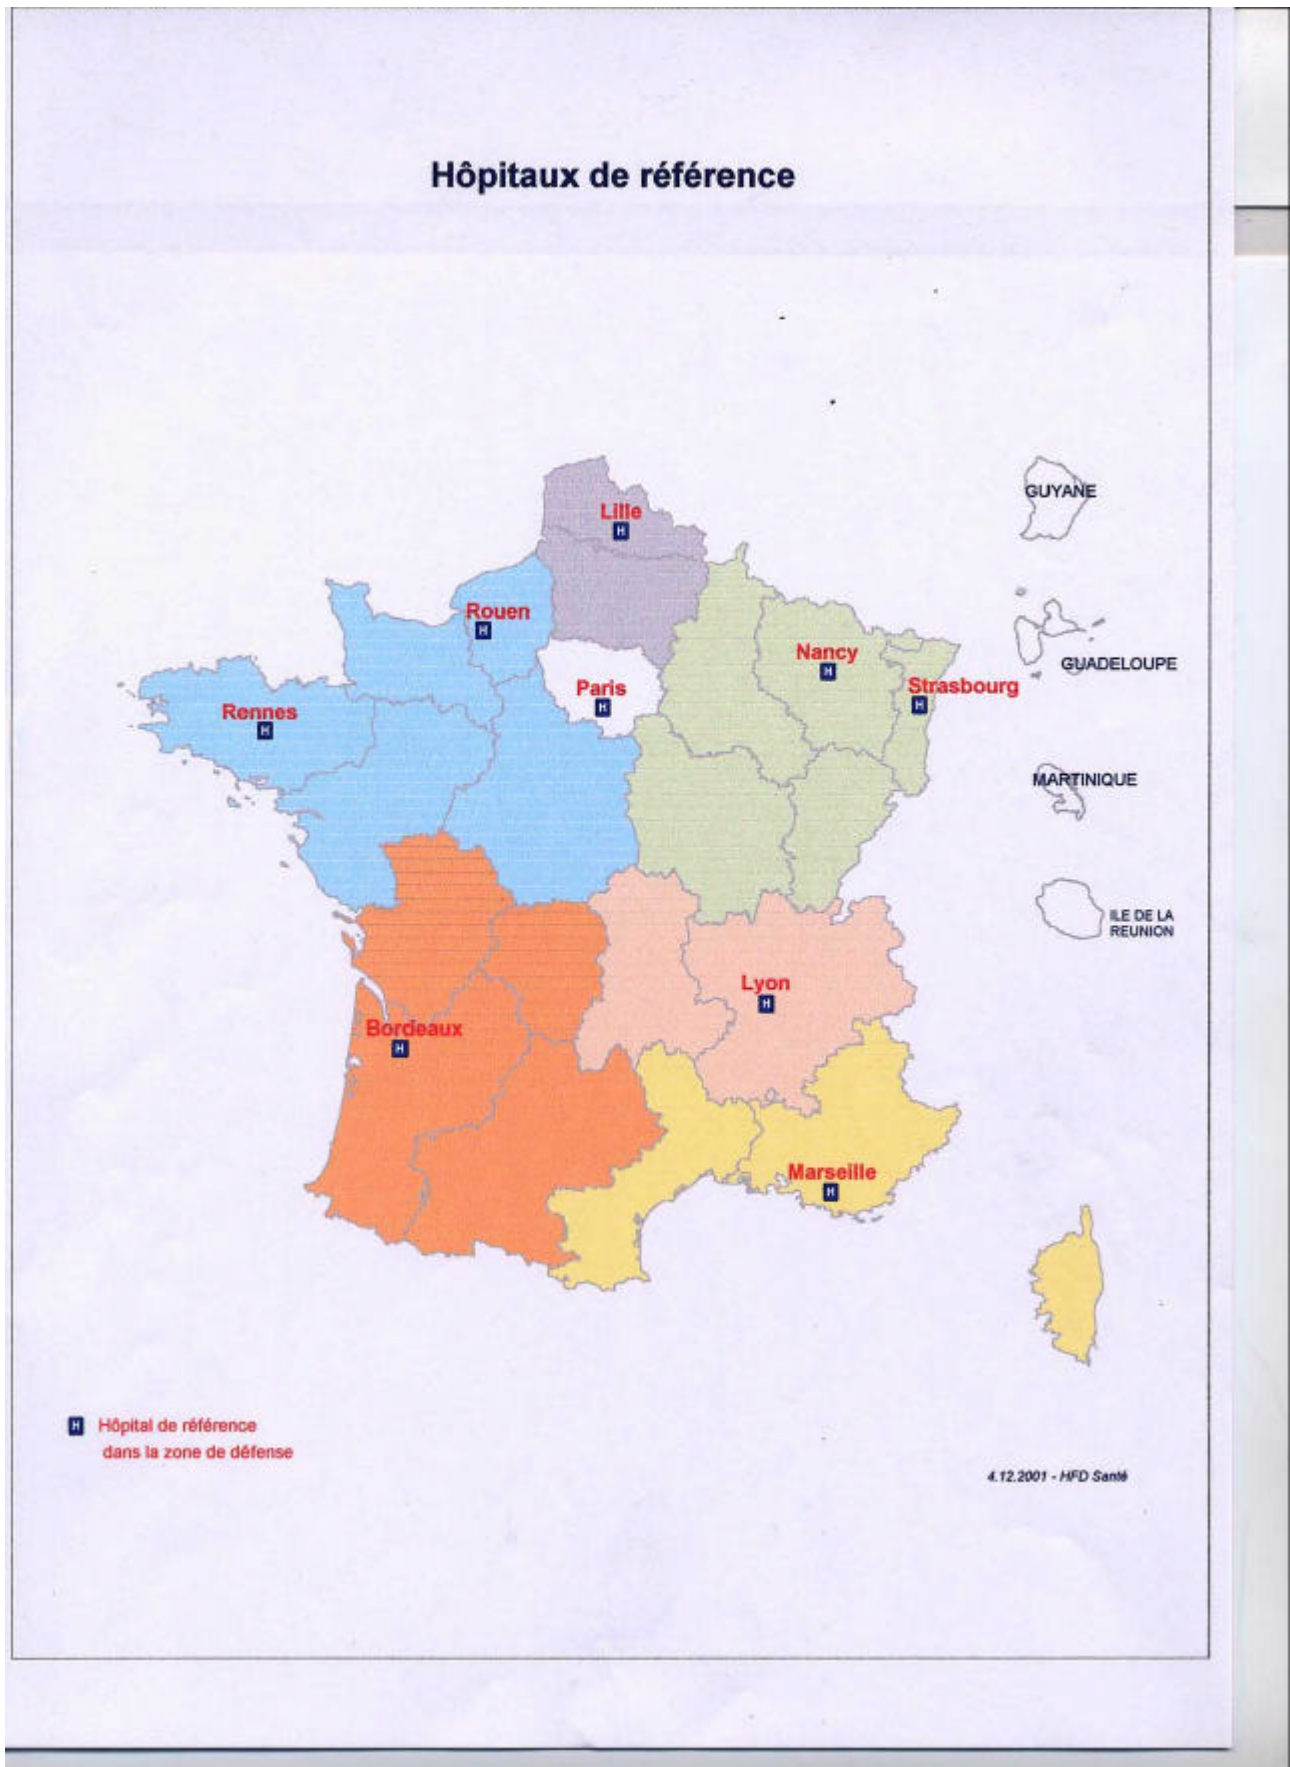 Hôpitaux de référence
GUYANE
Lille
H
Rouen
H
Nancy
H
GUADELOUPE
Strasbourg
H
Paris
H
Rennes
H
MARTINIQUE
ILE DE LA
REUNION
Lyon
H
Bordeaux
H
Marseille
H
H Hôpital de référence
dans la zone de défense
4.12.2001 - HFD Santé